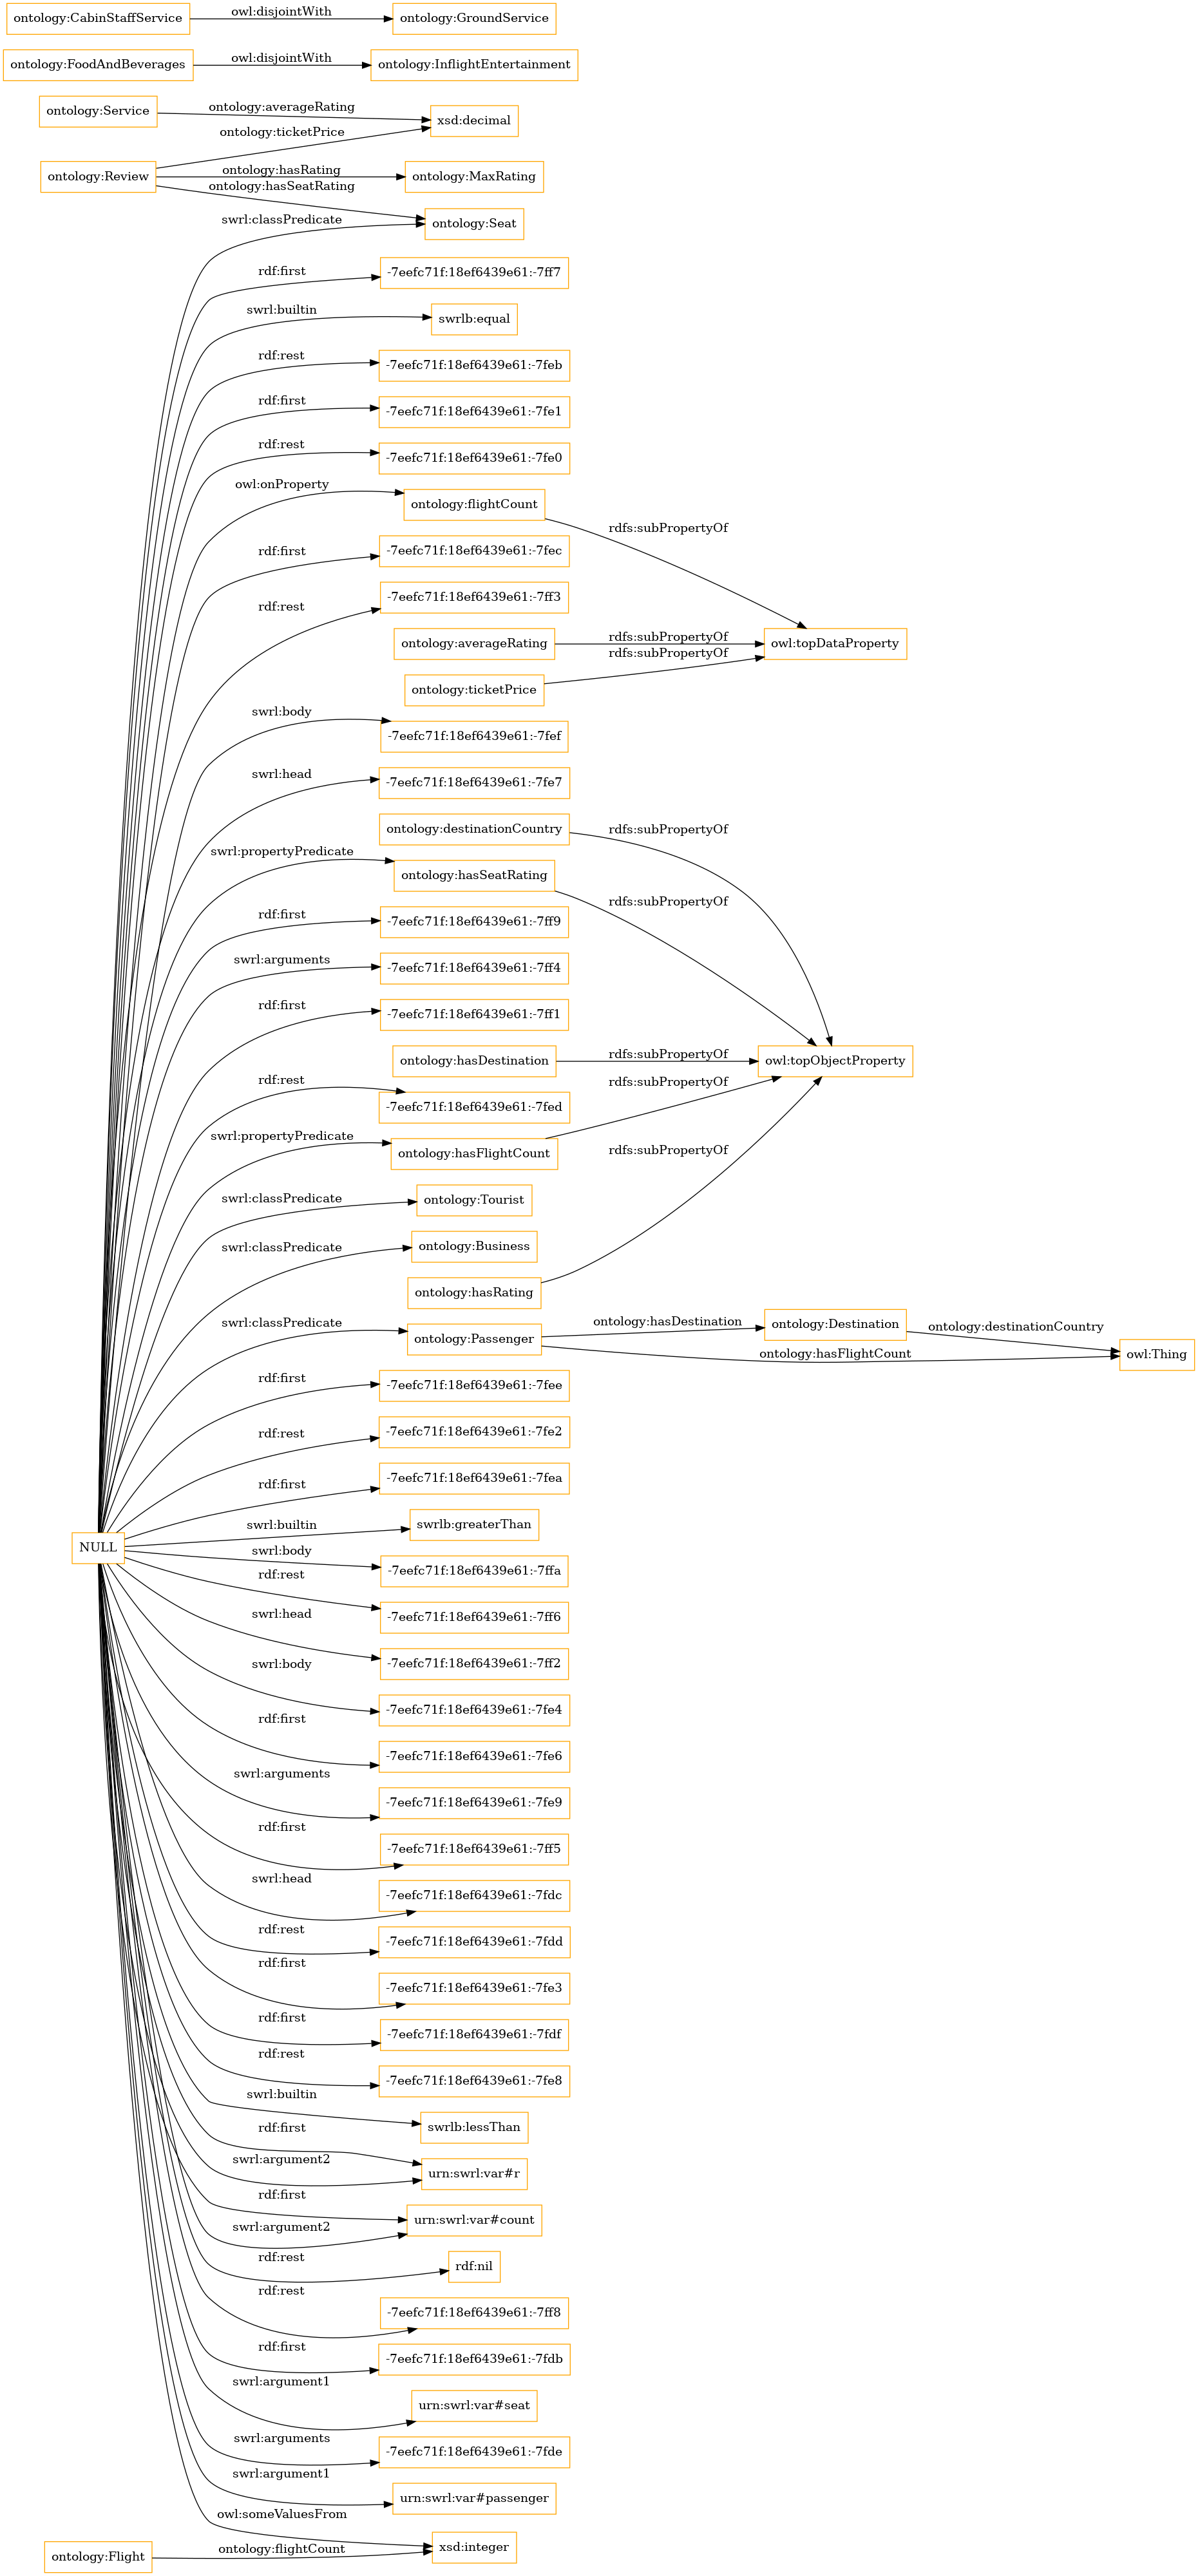 ontology:CabinStaffService owl:disjointWith ontology:GroundService
ontology:FoodAndBeverages owl:disjointWith ontology:InflightEntertainment
ontology:Service ontology:averageRating xsd:decimal
ontology:ticketPrice
ontology:Review ontology:hasRating ontology:MaxRating
ontology:hasSeatRating
swrl:classPredicate ontology:Seat
rdf:first -7eefc71f:18ef6439e61:-7ff7
swrl:builtin swrlb:equal
rdf:rest -7eefc71f:18ef6439e61:-7feb
rdf:first -7eefc71f:18ef6439e61:-7fe1
rdf:rest -7eefc71f:18ef6439e61:-7fe0
owl:onProperty ontology:flightCount rdfs:subPropertyOf
rdf:first -7eefc71f:18ef6439e61:-7fec
rdf:rest -7eefc71f:18ef6439e61:-7ff3
ontology:averageRating rdfs:subPropertyOf owl:topDataProperty
ontology:ticketPrice rdfs:subPropertyOf
swrl:body -7eefc71f:18ef6439e61:-7fef
swrl:head -7eefc71f:18ef6439e61:-7fe7
ontology:destinationCountry rdfs:subPropertyOf
swrl:propertyPredicate ontology:hasSeatRating rdfs:subPropertyOf
rdf:first -7eefc71f:18ef6439e61:-7ff9
swrl:arguments -7eefc71f:18ef6439e61:-7ff4
rdf:first -7eefc71f:18ef6439e61:-7ff1
ontology:hasDestination rdfs:subPropertyOf owl:topObjectProperty
rdf:rest -7eefc71f:18ef6439e61:-7fed rdfs:subPropertyOf
swrl:propertyPredicate ontology:hasFlightCount rdfs:subPropertyOf
swrl:classPredicate ontology:Tourist
swrl:classPredicate ontology:Business
ontology:hasRating
swrl:classPredicate ontology:Passenger ontology:hasDestination ontology:Destination ontology:destinationCountry
ontology:hasFlightCount owl:Thing
rdf:first -7eefc71f:18ef6439e61:-7fee
rdf:rest -7eefc71f:18ef6439e61:-7fe2
rdf:first -7eefc71f:18ef6439e61:-7fea
swrl:builtin swrlb:greaterThan
NULL
swrl:body -7eefc71f:18ef6439e61:-7ffa
rdf:rest -7eefc71f:18ef6439e61:-7ff6
swrl:head -7eefc71f:18ef6439e61:-7ff2
swrl:body -7eefc71f:18ef6439e61:-7fe4
rdf:first -7eefc71f:18ef6439e61:-7fe6
swrl:arguments -7eefc71f:18ef6439e61:-7fe9
rdf:first -7eefc71f:18ef6439e61:-7ff5
swrl:head -7eefc71f:18ef6439e61:-7fdc
rdf:rest -7eefc71f:18ef6439e61:-7fdd
rdf:first -7eefc71f:18ef6439e61:-7fe3
rdf:first -7eefc71f:18ef6439e61:-7fdf
rdf:rest -7eefc71f:18ef6439e61:-7fe8
swrl:builtin swrlb:lessThan
rdf:first
swrl:argument2 urn:swrl:var#r
rdf:first urn:swrl:var#count
swrl:argument2
rdf:rest rdf:nil
rdf:rest -7eefc71f:18ef6439e61:-7ff8
rdf:first -7eefc71f:18ef6439e61:-7fdb
swrl:argument1 urn:swrl:var#seat
swrl:arguments -7eefc71f:18ef6439e61:-7fde
swrl:argument1 urn:swrl:var#passenger
owl:someValuesFrom xsd:integer
ontology:Flight ontology:flightCount